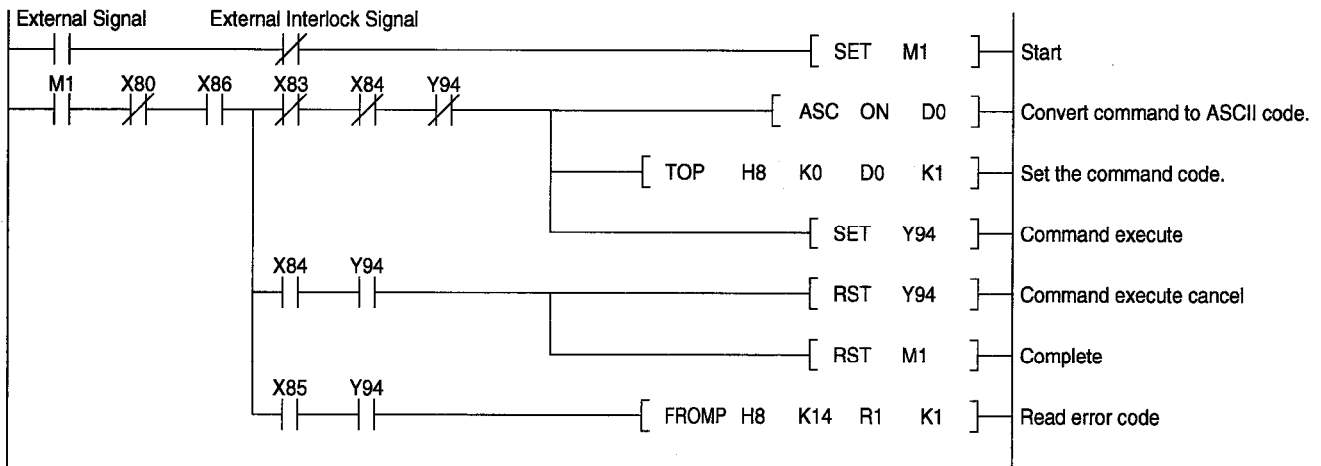 External Signal External Interlock Signal
SET M1 Start
M1 X80 X86 X83 X84 Y94
ASC ON D0 Convert command to ASCII code.
TOP H8 K0 D0 K1 Set the command code.
SET Y94 Command execute
X84 Y94
RST Y94 Command execute cancel
RST M1 Complete
X85 Y94
FROMP H8 K14 R1 K1 Read error code